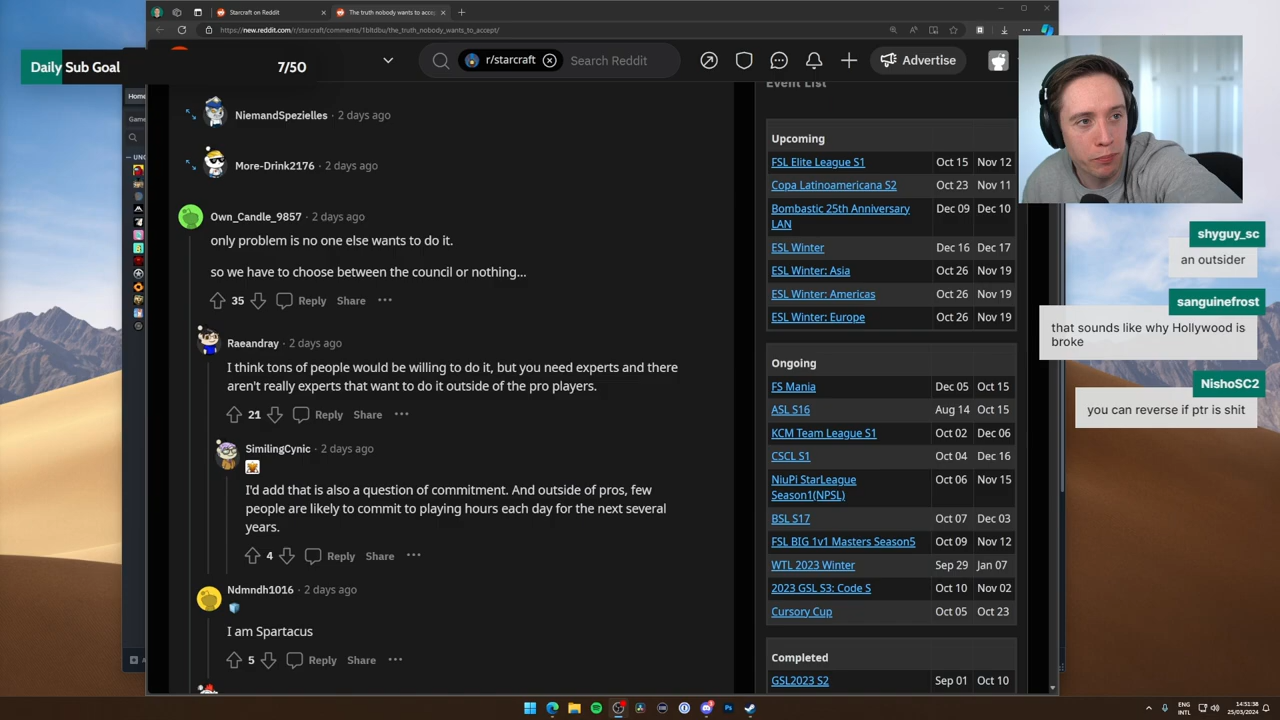 Starcraft on Reddit
The truth nobody wants to acce
https://new.reddit.com/r/starcraft/comments/1bltdbu/the_truth_nobody_wants_to_accept/
Daily Sub Goal
7/50
r/starcraft
Search Reddit
Advertise
Home
Game
UNC
NiemandSpezielles · 2 days ago
More-Drink2176 · 2 days ago
Own_Candle_9857 · 2 days ago
only problem is no one else wants to do it.
so we have to choose between the council or nothing...
35 Reply Share
Raeandray · 2 days ago
I think tons of people would be willing to do it, but you need experts and there
aren't really experts that want to do it outside of the pro players.
21 Reply Share
SimilingCynic · 2 days ago
I'd add that is also a question of commitment. And outside of pros, few
people are likely to commit to playing hours each day for the next several
years.
4 Reply Share
Ndmndh1016 · 2 days ago
I am Spartacus
5 Reply Share
Event List
Upcoming
FSL Elite League S1 Oct 15 Nov 12
Copa Latinoamericana S2 Oct 23 Nov 11
Bombastic 25th Anniversary Dec 09 Dec 10
LAN
ESL Winter Dec 16 Dec 17
ESL Winter: Asia Oct 26 Nov 19
ESL Winter: Americas Oct 26 Nov 19
ESL Winter: Europe Oct 26 Nov 19
Ongoing
FS Mania Dec 05 Oct 15
ASL S16 Aug 14 Oct 15
KCM Team League S1 Oct 02 Dec 06
CSCL S1 Oct 04 Dec 16
NiuPi StarLeague Oct 06 Nov 15
Season1(NPSL)
BSL S17 Oct 07 Dec 03
FSL BIG 1v1 Masters Season5 Oct 09 Nov 12
WTL 2023 Winter Sep 29 Jan 07
2023 GSL S3: Code S Oct 10 Nov 02
Cursory Cup Oct 05 Oct 23
Completed
GSL2023 S2 Sep 01 Oct 10
shyguy_sc
an outsider
sanguinefrost
that sounds like why Hollywood is
broke
NishoSC2
you can reverse if ptr is shit
ENG
INTL
14:51:38
25/03/2024